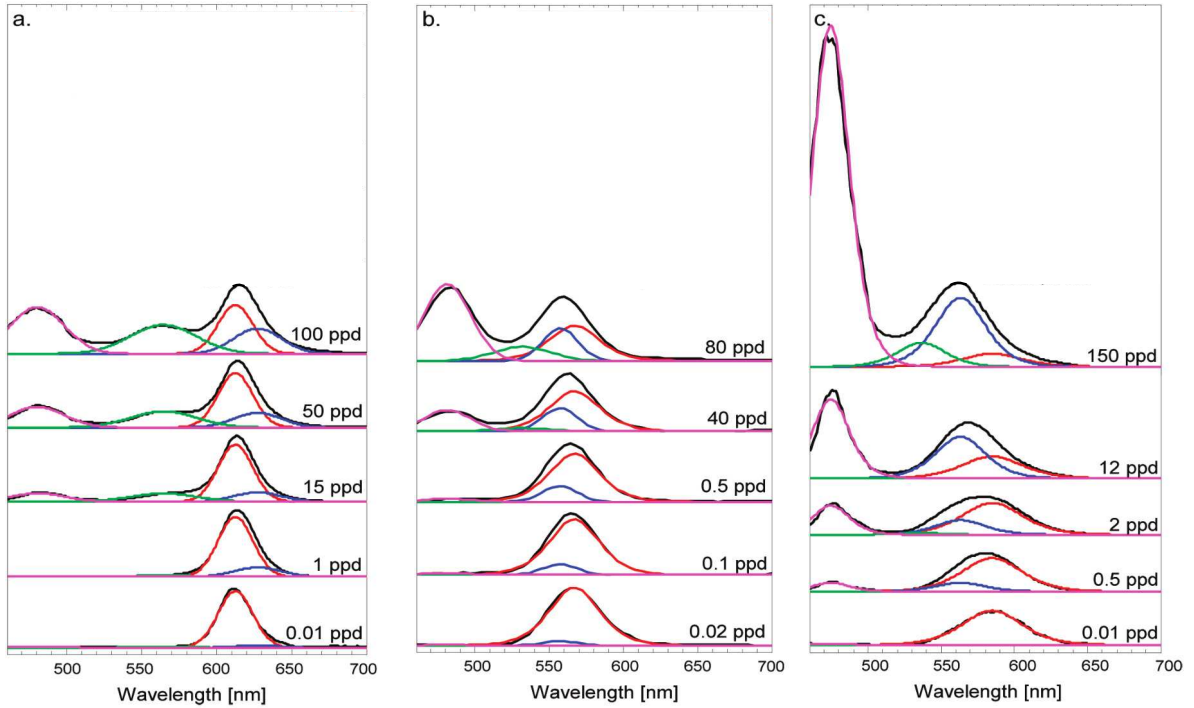 a.
100 ppd
50 ppd
15 ppd
1 ppd
0.01 ppd
500 550 600 650 700
Wavelength [nm]
b.
80 ppd
40 ppd
0.5 ppd
0.1 ppd
0.02 ppd
500 550 600 650 700
Wavelength [nm]
c.
150 ppd
12 ppd
2 ppd
0.5 ppd
0.01 ppd
500 550 600 650 700
Wavelength [nm]